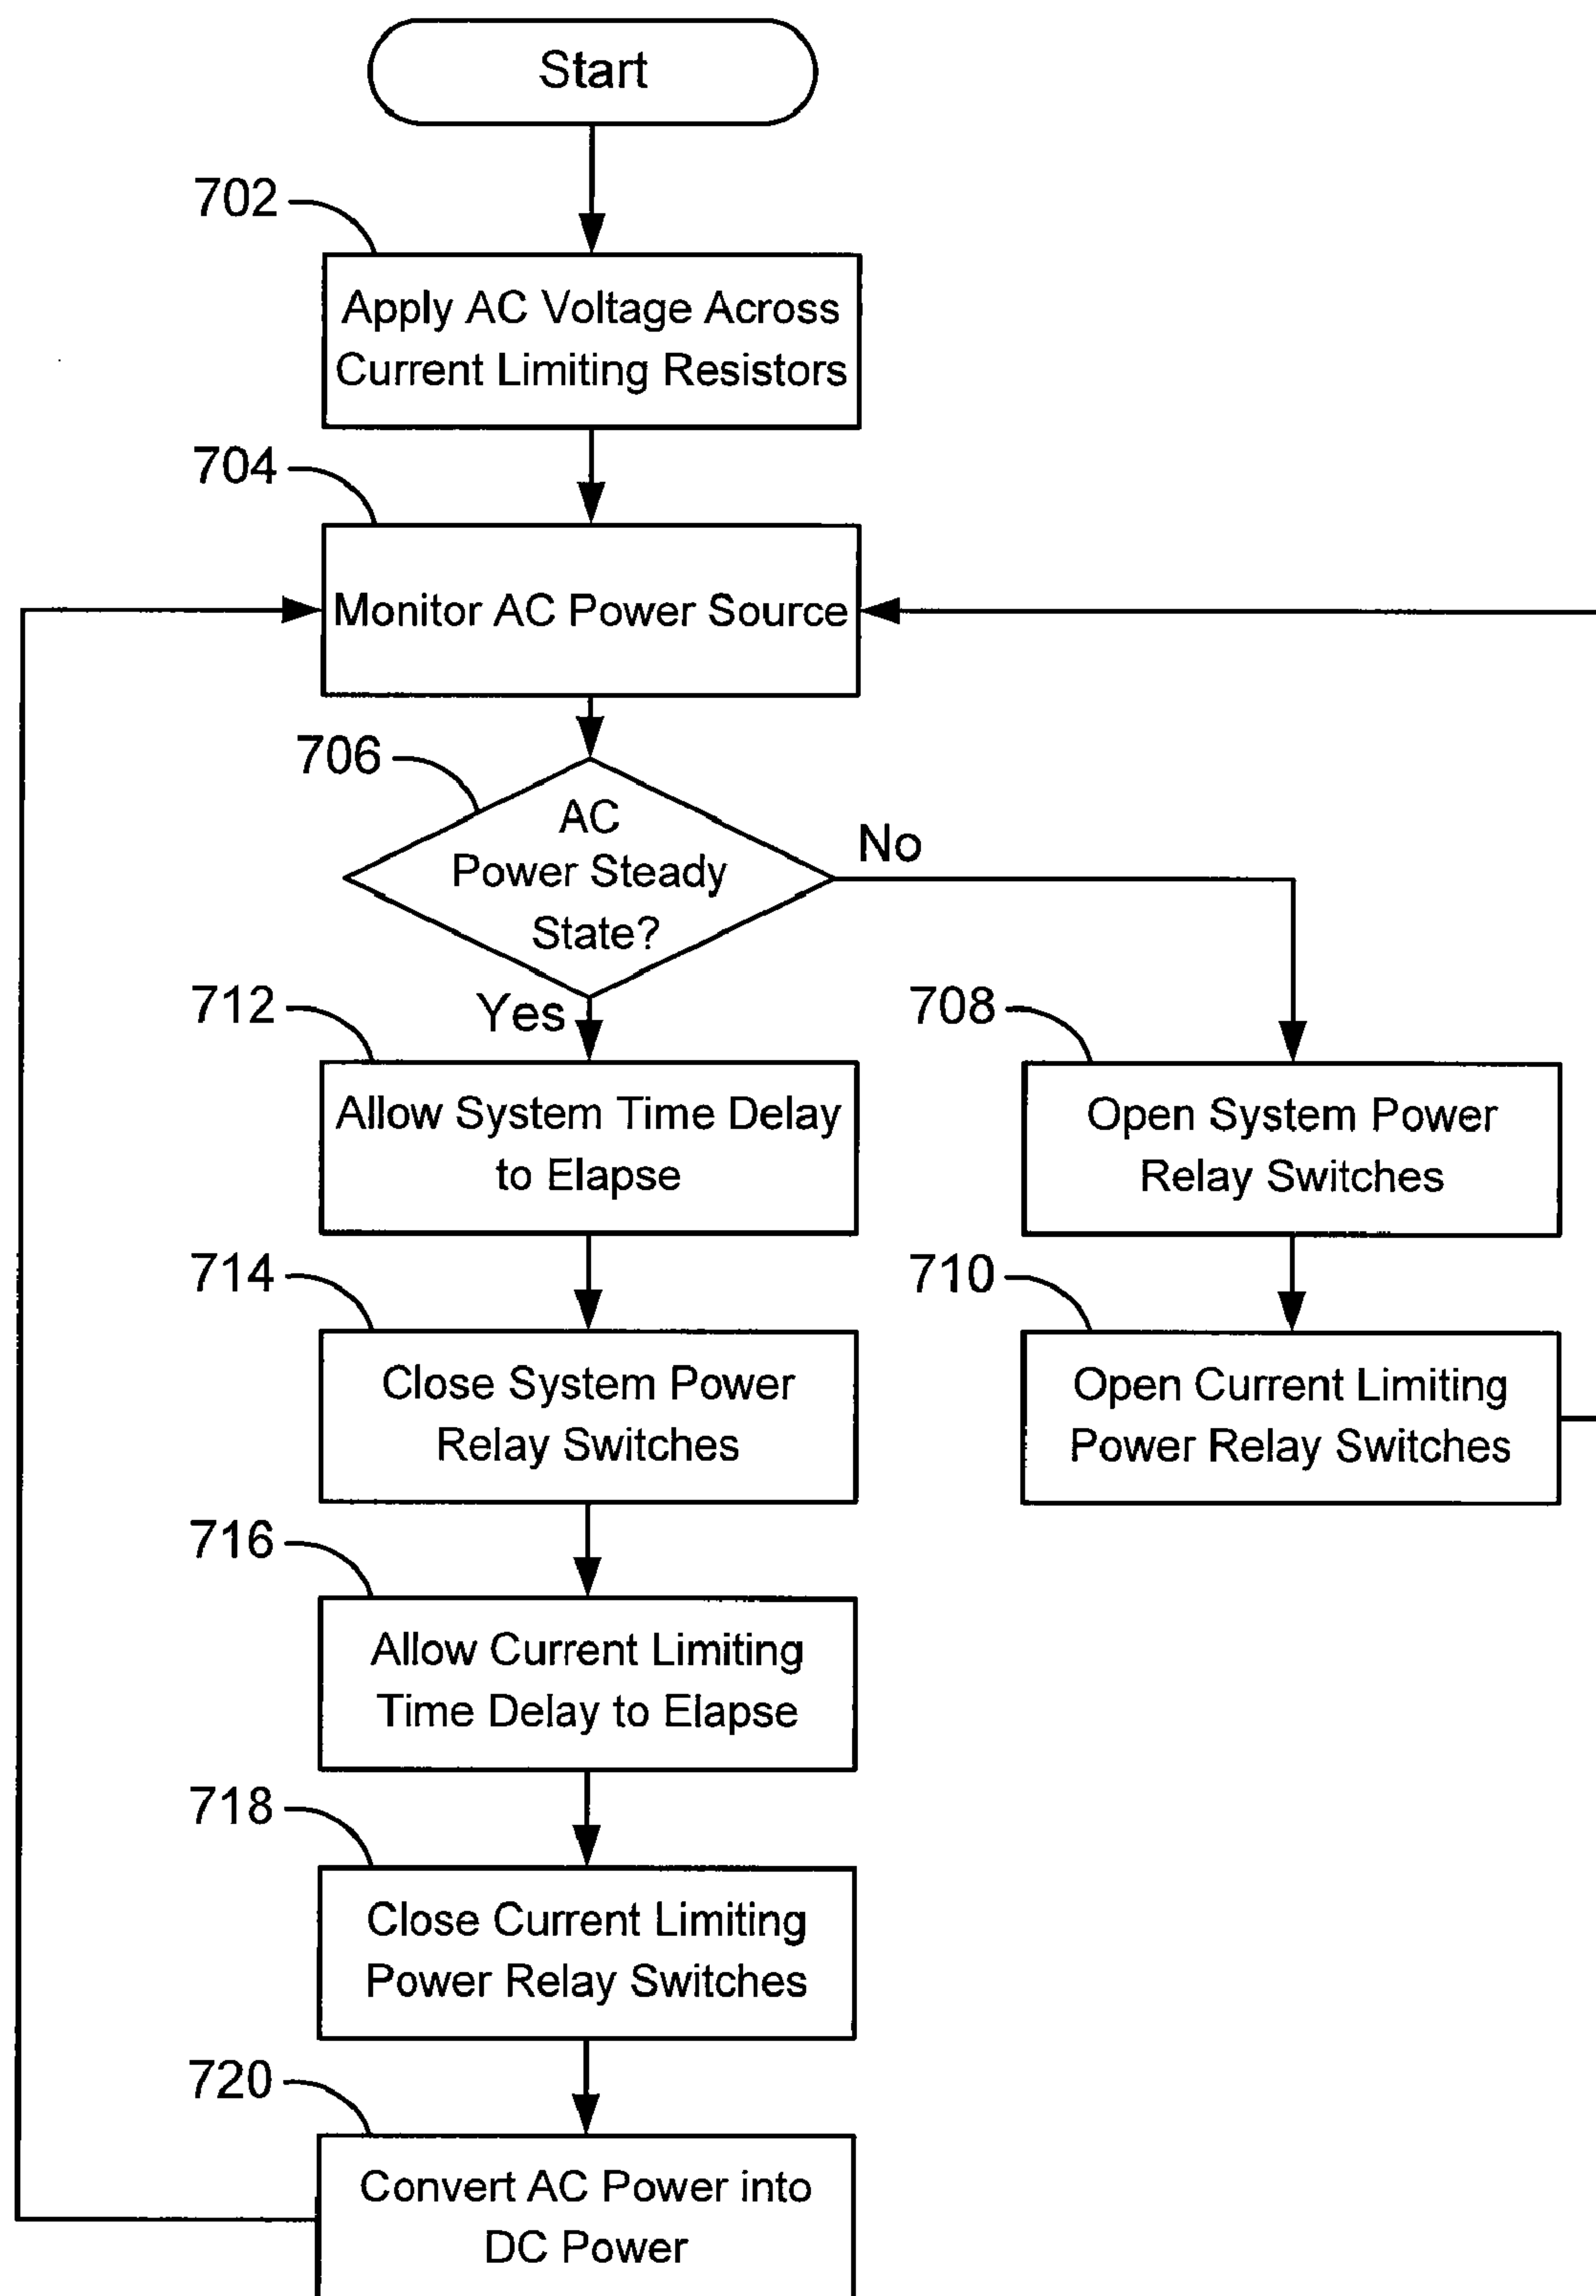 Start
702
Apply AC Voltage Across
Current Limiting Resistors
704
Monitor AC Power Source
706
AC
Power Steady
State?
No
Yes
712
Allow System Time Delay
to Elapse
708
Open System Power
Relay Switches
714
Close System Power
Relay Switches
710
Open Current Limiting
Power Relay Switches
716
Allow Current Limiting
Time Delay to Elapse
718
Close Current Limiting
Power Relay Switches
720
Convert AC Power into
DC Power